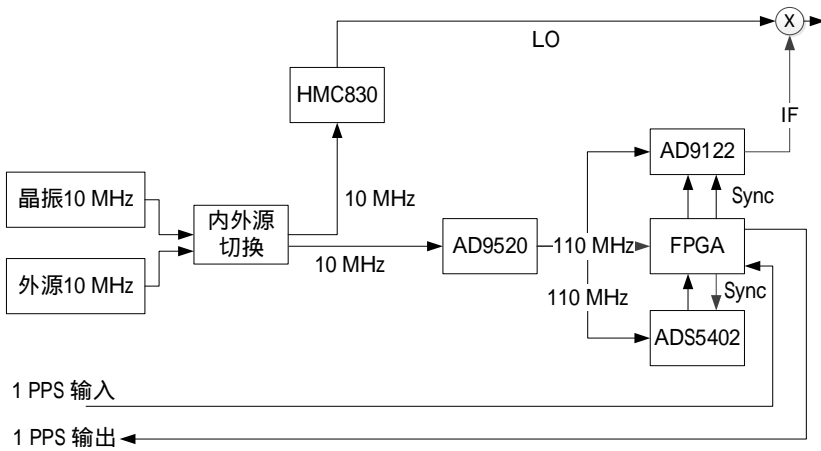 X
LO
HMC830
IF
AD9122
晶振10 MHz
10 MHz
Sync
内外源
切换
AD9520
110 MHz
FPGA
外源10 MHz
10 MHz
110 MHz
Sync
ADS5402
1 PPS 输入
1 PPS 输出